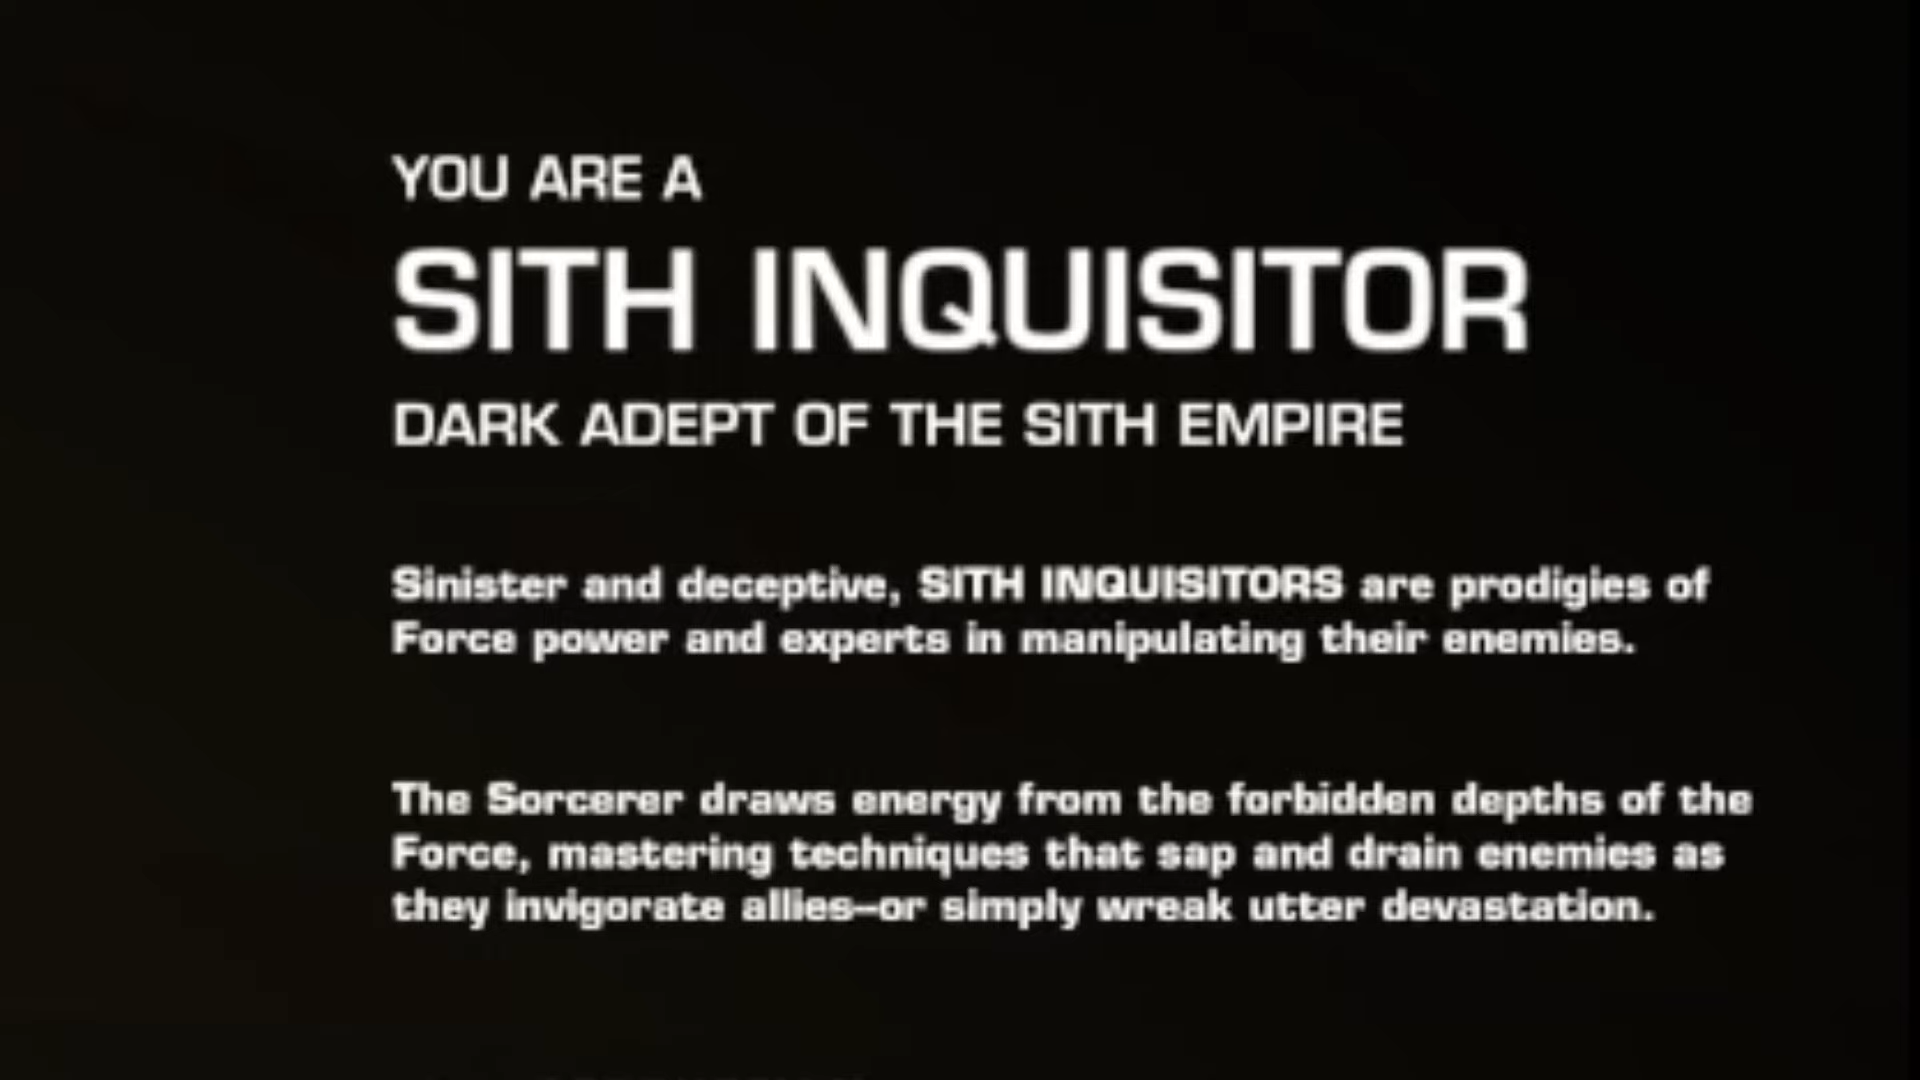 YOU ARE A
SITH INQUISITOR
DARK ADEPT OF THE SITH EMPIRE
Sinister and deceptive, SITH INQUISITORS are prodigies of
Force power and experts in manipulating their enemies.
The Sorcerer draws energy from the forbidden depths of the
Force, mastering techniques that sap and drain enemies as
they invigorate allies–or simply wreak utter devastation.